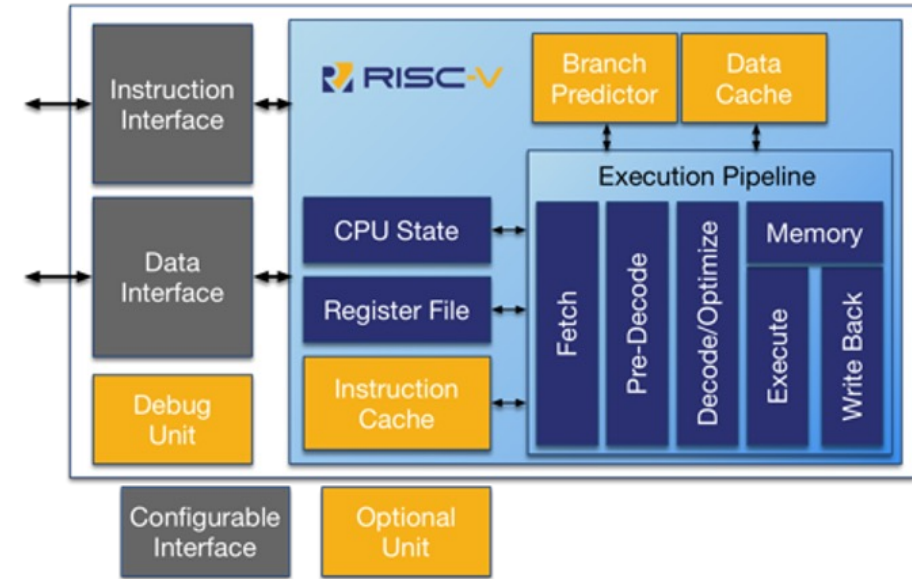 Instruction
Interface
RISC-V
Branch
Predictor
Data
Cache
Execution Pipeline
CPU State
Memory
Data
Interface
Register File
Fetch
Pre-Decode
Decode/Optimize
Execute
Write Back
Instruction
Cache
Debug
Unit
Configurable
Interface
Optional
Unit